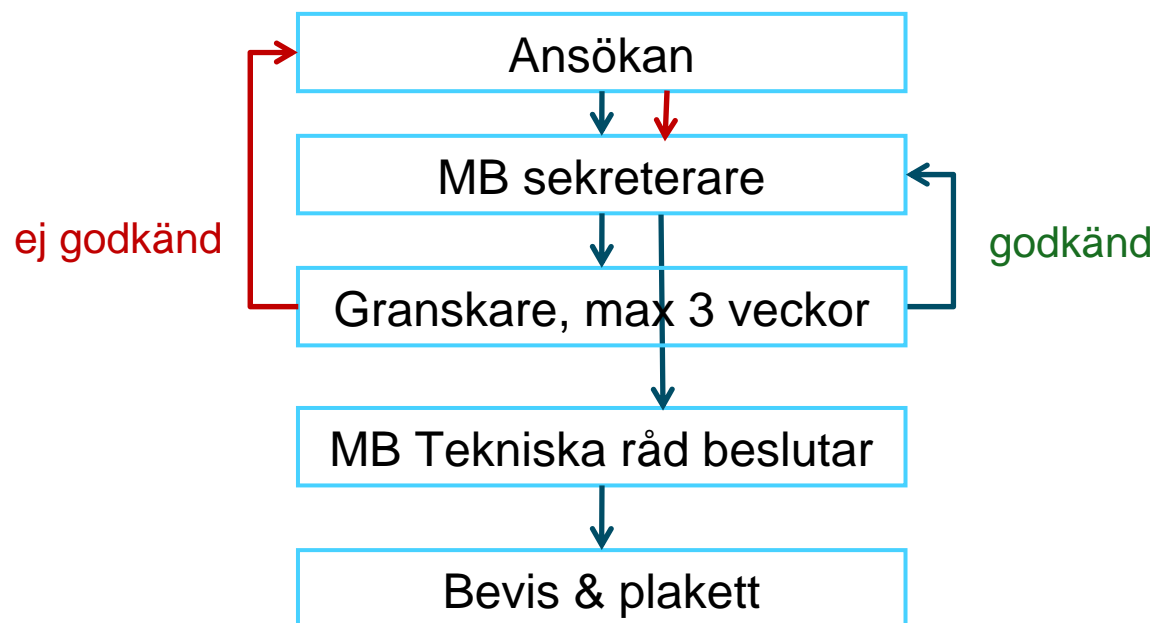 Ansökan
MB sekreterare
ej godkänd
godkänd
Granskare, max 3 veckor
MB Tekniska råd beslutar
Bevis & plakett